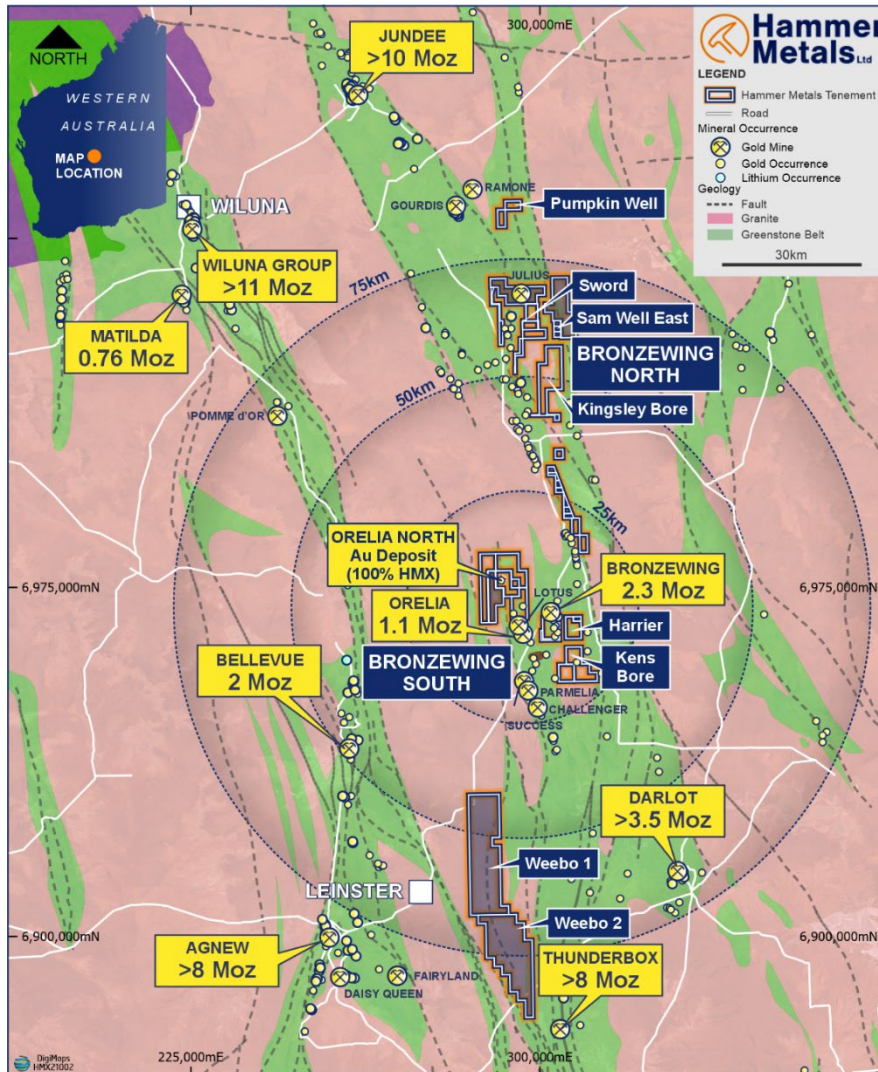 300,000mE
Hammer
Metals Ltd
NORTH
WESTERN
AUSTRALIA
MAP
LOCATION
JUNDEE
>10 Moz
LEGEND
Hammer Metals Tenement
Road
Mineral Occurrence
Gold Mine
Gold Occurrence
Lithium Occurrence
Geology
Fault
Granite
Greenstone Belt
30km
RAMONE
GOURDIS
Pumpkin Well
WILUNA
WILUNA GROUP
>11 Moz
75km
JULIUS
Sword
Sam Well East
MATILDA
0.76 Moz
BRONZEWING
NORTH
50km
Kingsley Bore
POMME d'OR
25km
ORELIA NORTH
Au Deposit
(100% HMX)
BRONZEWING
2.3 Moz
6,975,000mN
6,975,000mN
LOTUS
ORELIA
1.1 Moz
Harrier
BELLEVUE
2 Moz
BRONZEWING
SOUTH
Kens
Bore
PARMELIA
CHALLENGER
SUCCESS
DARLOT
>3.5 Moz
Weebo 1
LEINSTER
Weebo 2
6,900,000mN
6,900,000mN
AGNEW
>8 Moz
FAIRYLAND
DAISY QUEEN
THUNDERBOX
>8 Moz
DigiMaps
HMX21002
225,000mE
300,000mE